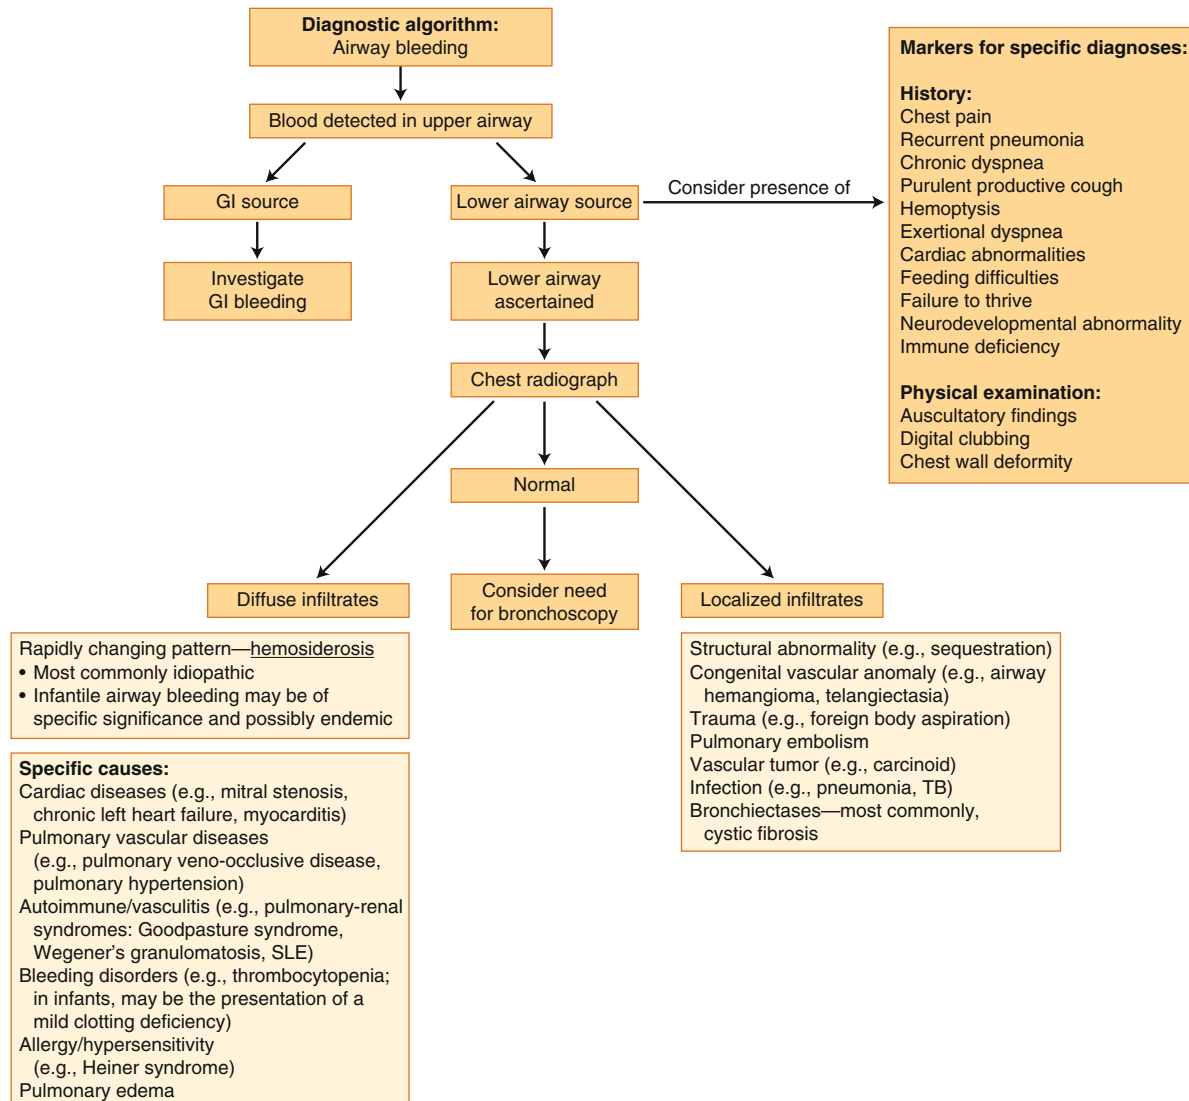 Diagnostic algorithm:
Airway bleeding
Blood detected in upper airway
GI source
Lower airway source
Consider presence of
Investigate
GI bleeding
Lower airway
ascertained
Chest radiograph
Normal
Diffuse infiltrates
Consider need
for bronchoscopy
Localized infiltrates
Markers for specific diagnoses:
History:
Chest pain
Recurrent pneumonia
Chronic dyspnea
Purulent productive cough
Hemoptysis
Exertional dyspnea
Cardiac abnormalities
Feeding difficulties
Failure to thrive
Neurodevelopmental abnormality
Immune deficiency
Physical examination:
Auscultatory findings
Digital clubbing
Chest wall deformity
Rapidly changing pattern—hemosiderosis
• Most commonly idiopathic
• Infantile airway bleeding may be of
specific significance and possibly endemic
Specific causes:
Cardiac diseases (e.g., mitral stenosis,
chronic left heart failure, myocarditis)
Pulmonary vascular diseases
(e.g., pulmonary veno-occlusive disease,
pulmonary hypertension)
Autoimmune/vasculitis (e.g., pulmonary-renal
syndromes: Goodpasture syndrome,
Wegener's granulomatosis, SLE)
Bleeding disorders (e.g., thrombocytopenia;
in infants, may be the presentation of a
mild clotting deficiency)
Allergy/hypersensitivity
(e.g., Heiner syndrome)
Pulmonary edema
Structural abnormality (e.g., sequestration)
Congenital vascular anomaly (e.g., airway
hemangioma, telangiectasia)
Trauma (e.g., foreign body aspiration)
Pulmonary embolism
Vascular tumor (e.g., carcinoid)
Infection (e.g., pneumonia, TB)
Bronchiectases—most commonly,
cystic fibrosis